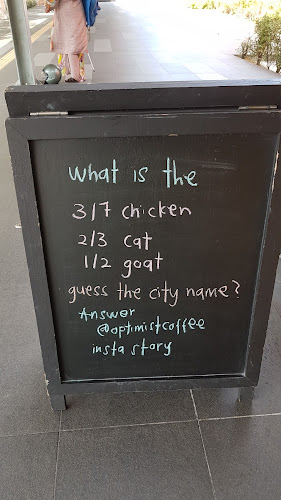 what is the
3/7 chicken
2/3 cat
1/2 goat
guess the city name?
Answer
@optimistcoffee
insta story